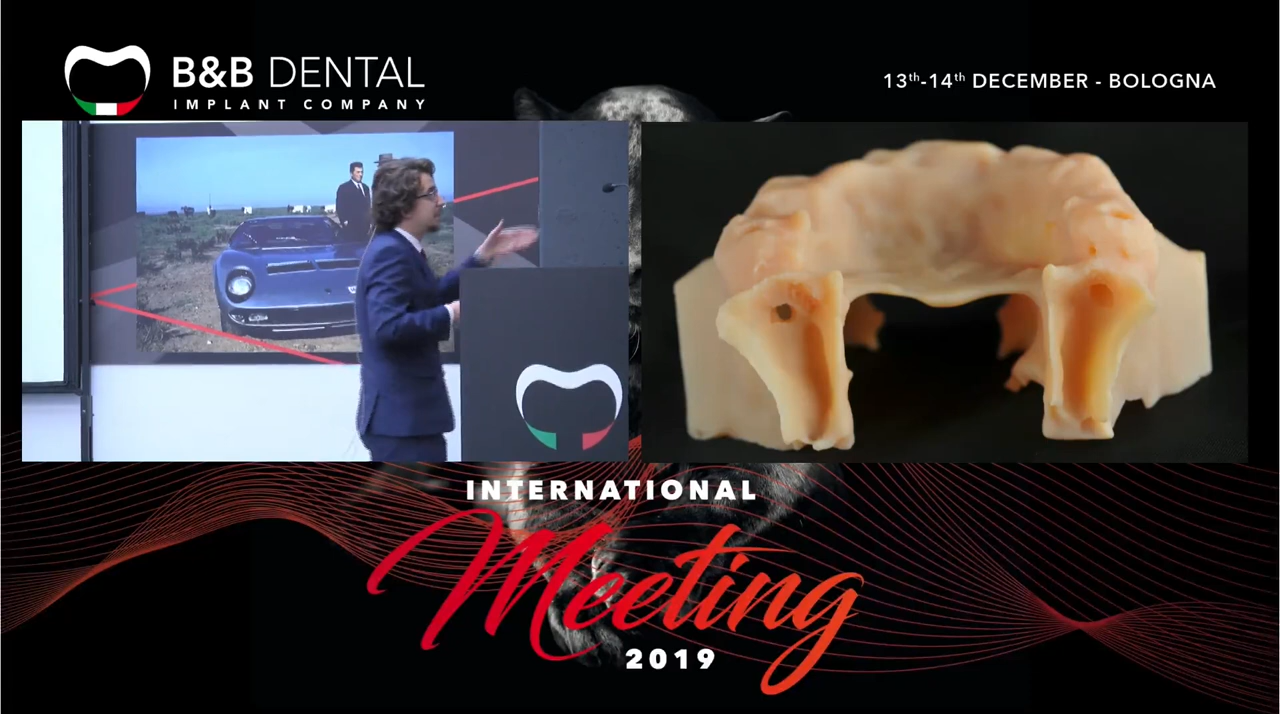 B&B DENTAL
IMPLANT COMPANY
13th-14th DECEMBER - BOLOGNA
INTERNATIONAL
Meeting
2019